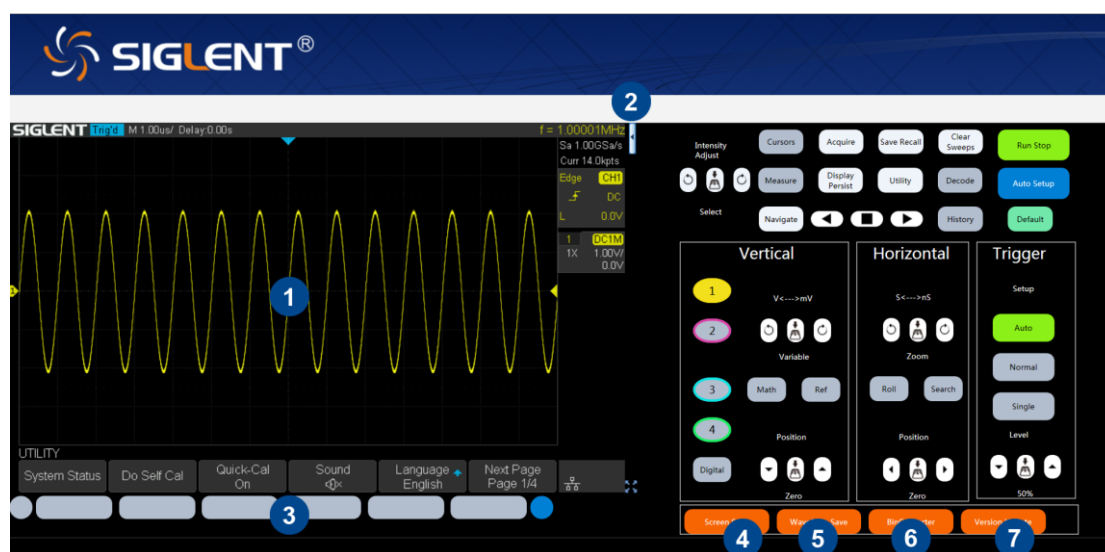 SIGLENT®
2
SIGLENT Trig'd M 1.00us/ Delay:0.00s f = 1.00001MHz
Sa 1.00GSa/s
Curr 14.0kpts
Edge CH1
DC
L 0.0V
1 DC1M
1X 1.00V/
0.0V
1
1
UTILITY
System Status
Do Self Cal
Quick-Cal
On
Sound
Language
English
Next Page
Page 1/4
3
Intensity
Adjust
Cursors
Acquire
Save Recall
Clear
Sweeps
Run Stop
Measure
Display
Persist
Utility
Decode
Auto Setup
Select
Navigate
History
Default
Vertical
1
V<--->mV
2
Variable
3
Math
Ref
4
Position
Digital
Zero
Horizontal
S<--->nS
Zoom
Roll
Search
Position
Zero
Trigger
Setup
Auto
Normal
Single
Level
50%
Screen
4
Save
5
6
Version
7